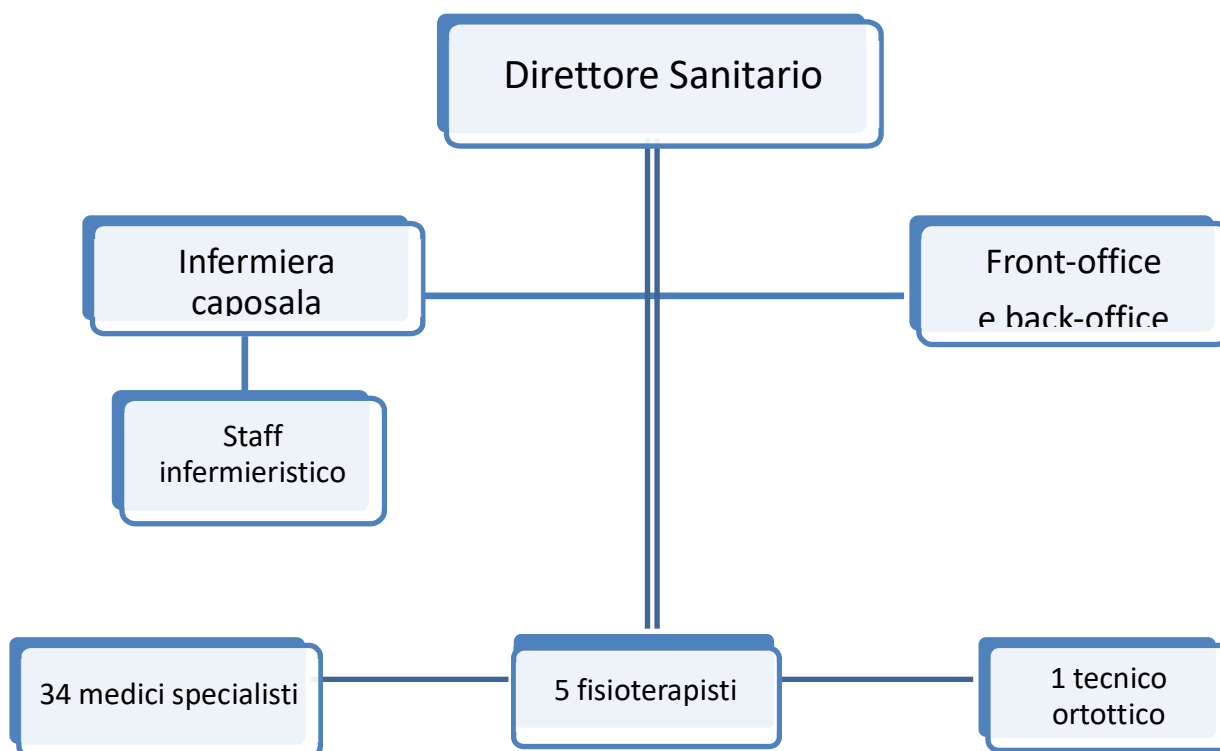 Direttore Sanitario
Infermiera
caposala
Front-office
e back-office
Staff
infermieristico
34 medici specialisti
5 fisioterapisti
1 tecnico
ortottico